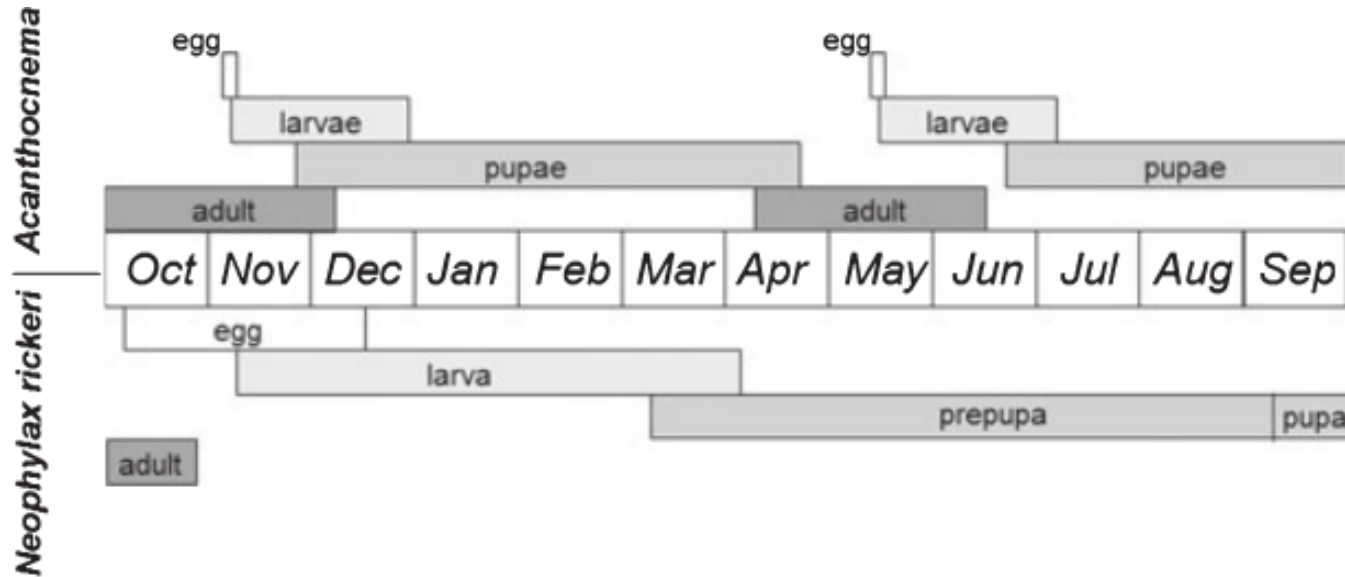 Acanthocnema
egg egg
larvae larvae
pupae pupae
adult adult
Oct Nov Dec Jan Feb Mar Apr May Jun Jul Aug Sep
Neophylax rickeri
egg
larva
prepupa pupa
adult